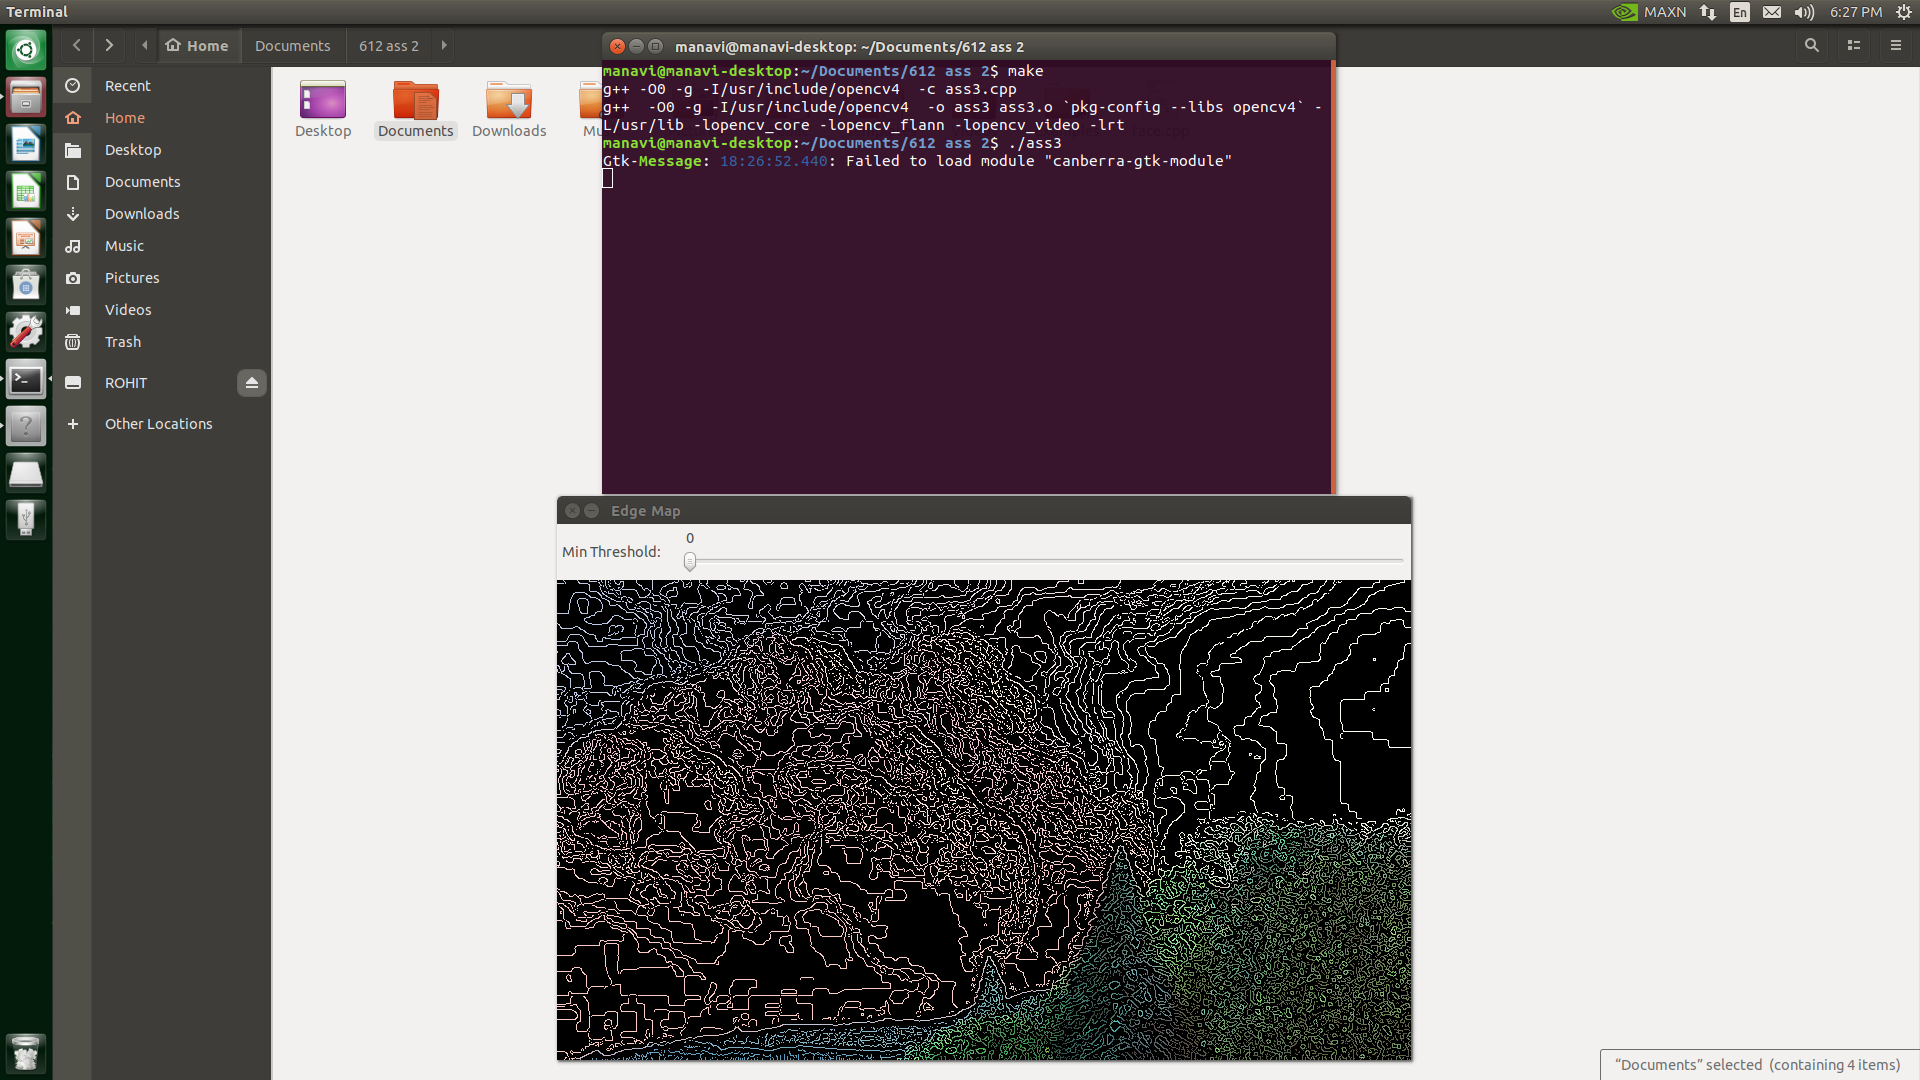 Terminal
MAXN
En
6:27 PM
Home
Documents
612 ass 2
Recent
Home
Desktop
Documents
Downloads
Music
Pictures
Videos
Trash
ROHIT
Other Locations
Desktop
Documents
Downloads
Mu
manavi@manavi-desktop: ~/Documents/612 ass 2
manavi@manavi-desktop:~/Documents/612 ass 2$ make
g++ -O0 -g -I/usr/include/opencv4  -c ass3.cpp
g++  -O0 -g -I/usr/include/opencv4  -o ass3 ass3.o `pkg-config --libs opencv4` -
L/usr/lib -lopencv_core -lopencv_flann -lopencv_video -lrt
manavi@manavi-desktop:~/Documents/612 ass 2$ ./ass3
Gtk-Message: 18:26:52.440: Failed to load module "canberra-gtk-module"
Edge Map
0
Min Threshold:
“Documents” selected  (containing 4 items)